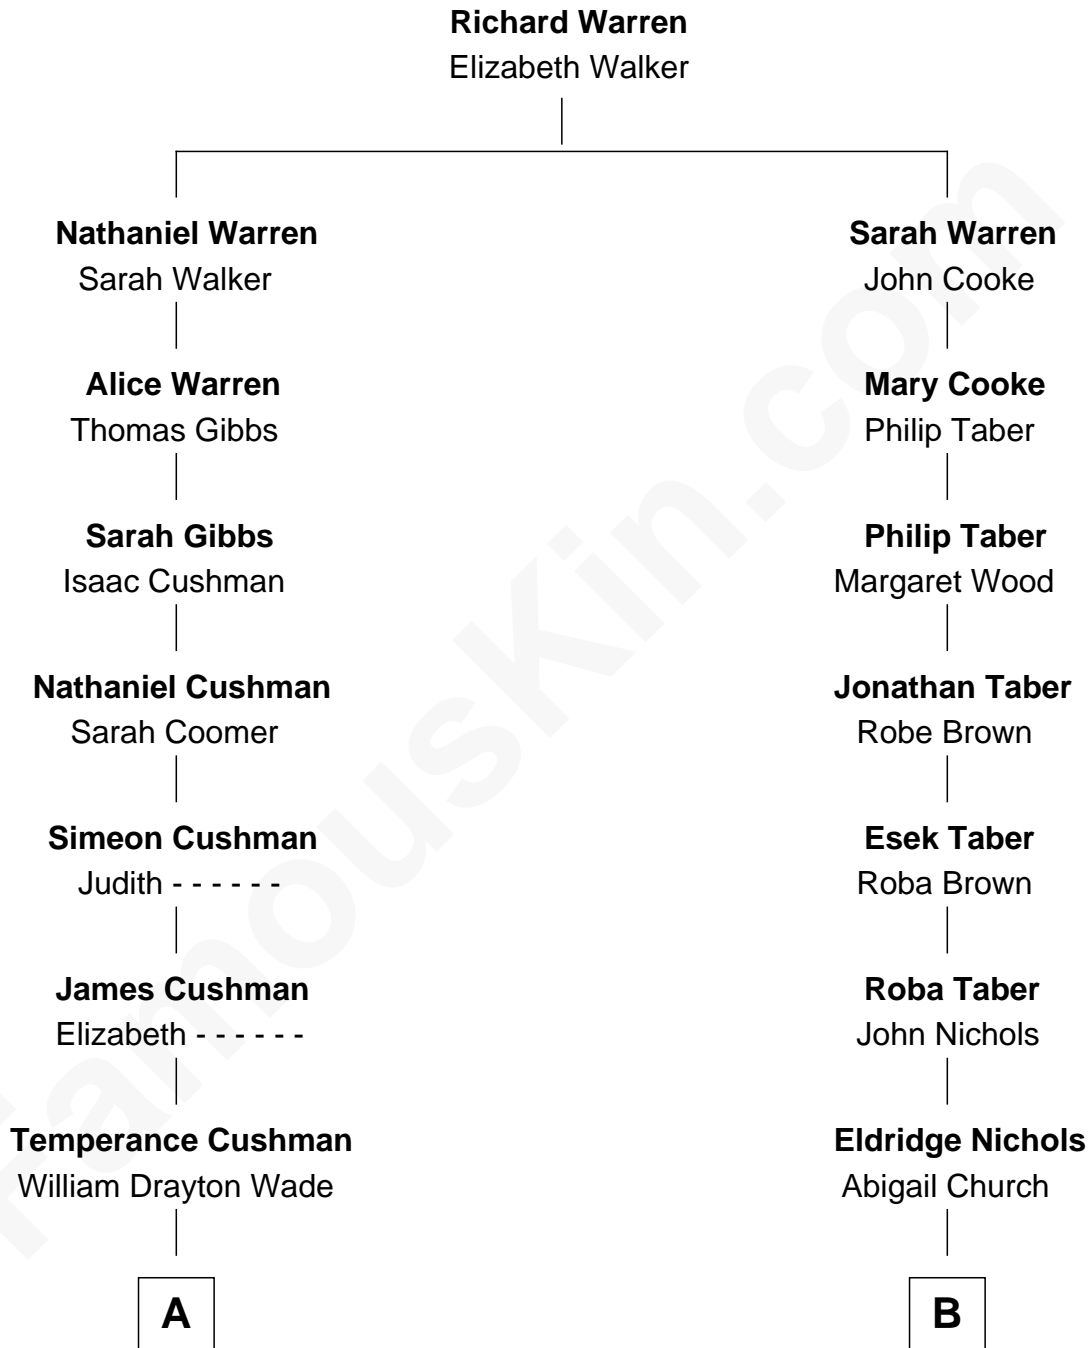 Richard Warren
Elizabeth Walker
Nathaniel Warren
Sarah Walker
Sarah Warren
John Cooke
Alice Warren
Thomas Gibbs
Mary Cooke
Philip Taber
Sarah Gibbs
Isaac Cushman
Philip Taber
Margaret Wood
Nathaniel Cushman
Sarah Coomer
Jonathan Taber
Robe Brown
Simeon Cushman
Judith - - - - - -
Esek Taber
Roba Brown
James Cushman
Elizabeth - - - - - -
Roba Taber
John Nichols
Temperance Cushman
William Drayton Wade
Eldridge Nichols
Abigail Church
A
B
FamousKin.com